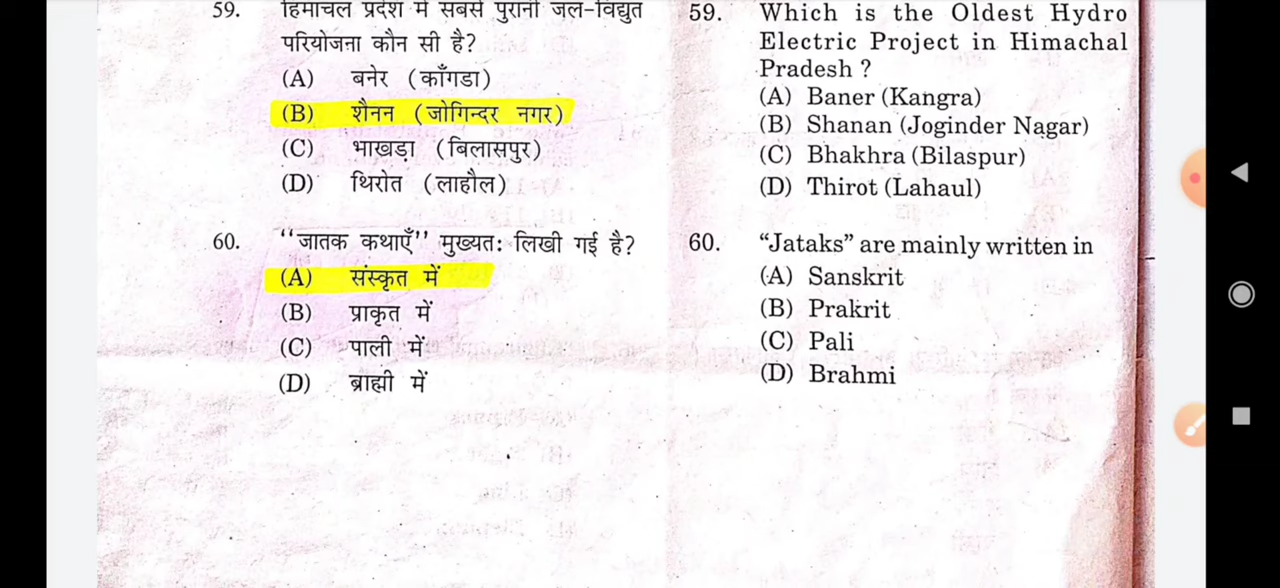 59. हिमाचल प्रदेश में सबसे पुरानी जल-विद्युत
परियोजना कौन सी है?
(A) बनेर (काँगडा)
(B) शैनन (जोगिन्दर नगर)
(C) भाखड़ा (बिलासपुर)
(D) थिरोत (लाहौल)
60. ‘‘जातक कथाएँ’’ मुख्यतः लिखी गई है?
(A) संस्कृत में
(B) प्राकृत में
(C) पाली में
(D) ब्राह्मी में
59. Which is the Oldest Hydro
Electric Project in Himachal
Pradesh ?
(A) Baner (Kangra)
(B) Shanan (Joginder Nagar)
(C) Bhakhra (Bilaspur)
(D) Thirot (Lahaul)
60. “Jataks” are mainly written in
(A) Sanskrit
(B) Prakrit
(C) Pali
(D) Brahmi